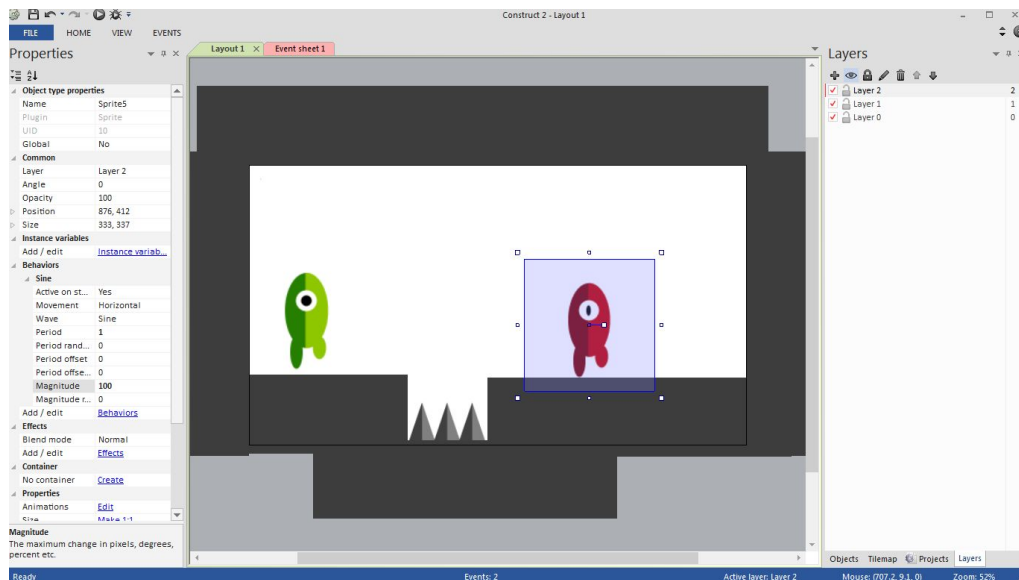 Construct 2 - Layout 1
FILE HOME VIEW EVENTS
Properties
Layout 1 Event sheet 1
Layers
Object type properties
Name Sprite5
Plugin Sprite
UID 10
Global No
Common
Layer Layer 2
Angle 0
Opacity 100
Position 876, 412
Size 333, 337
Instance variables
Add / edit Instance variab...
Behaviors
Sine
Active on st... Yes
Movement Horizontal
Wave Sine
Period 1
Period rand... 0
Period offset 0
Period offse... 0
Magnitude 100
Magnitude r... 0
Add / edit Behaviors
Effects
Blend mode Normal
Add / edit Effects
Container
No container Create
Properties
Animations Edit
Size Make 1:1
Magnitude
The maximum change in pixels, degrees,
percent etc.
Layer 2 2
Layer 1 1
Layer 0 0
Objects Tilemap Projects Layers
Ready Events: 2 Active layer: Layer 2 Mouse: (707.2, 9.1, 0) Zoom: 52%